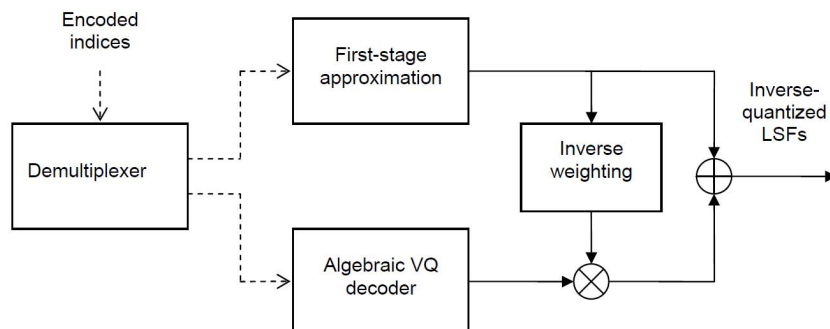 Encoded
indices
Demultiplexer
First-stage
approximation
Algebraic VQ
decoder
Inverse
weighting
Inverse-
quantized
LSFs